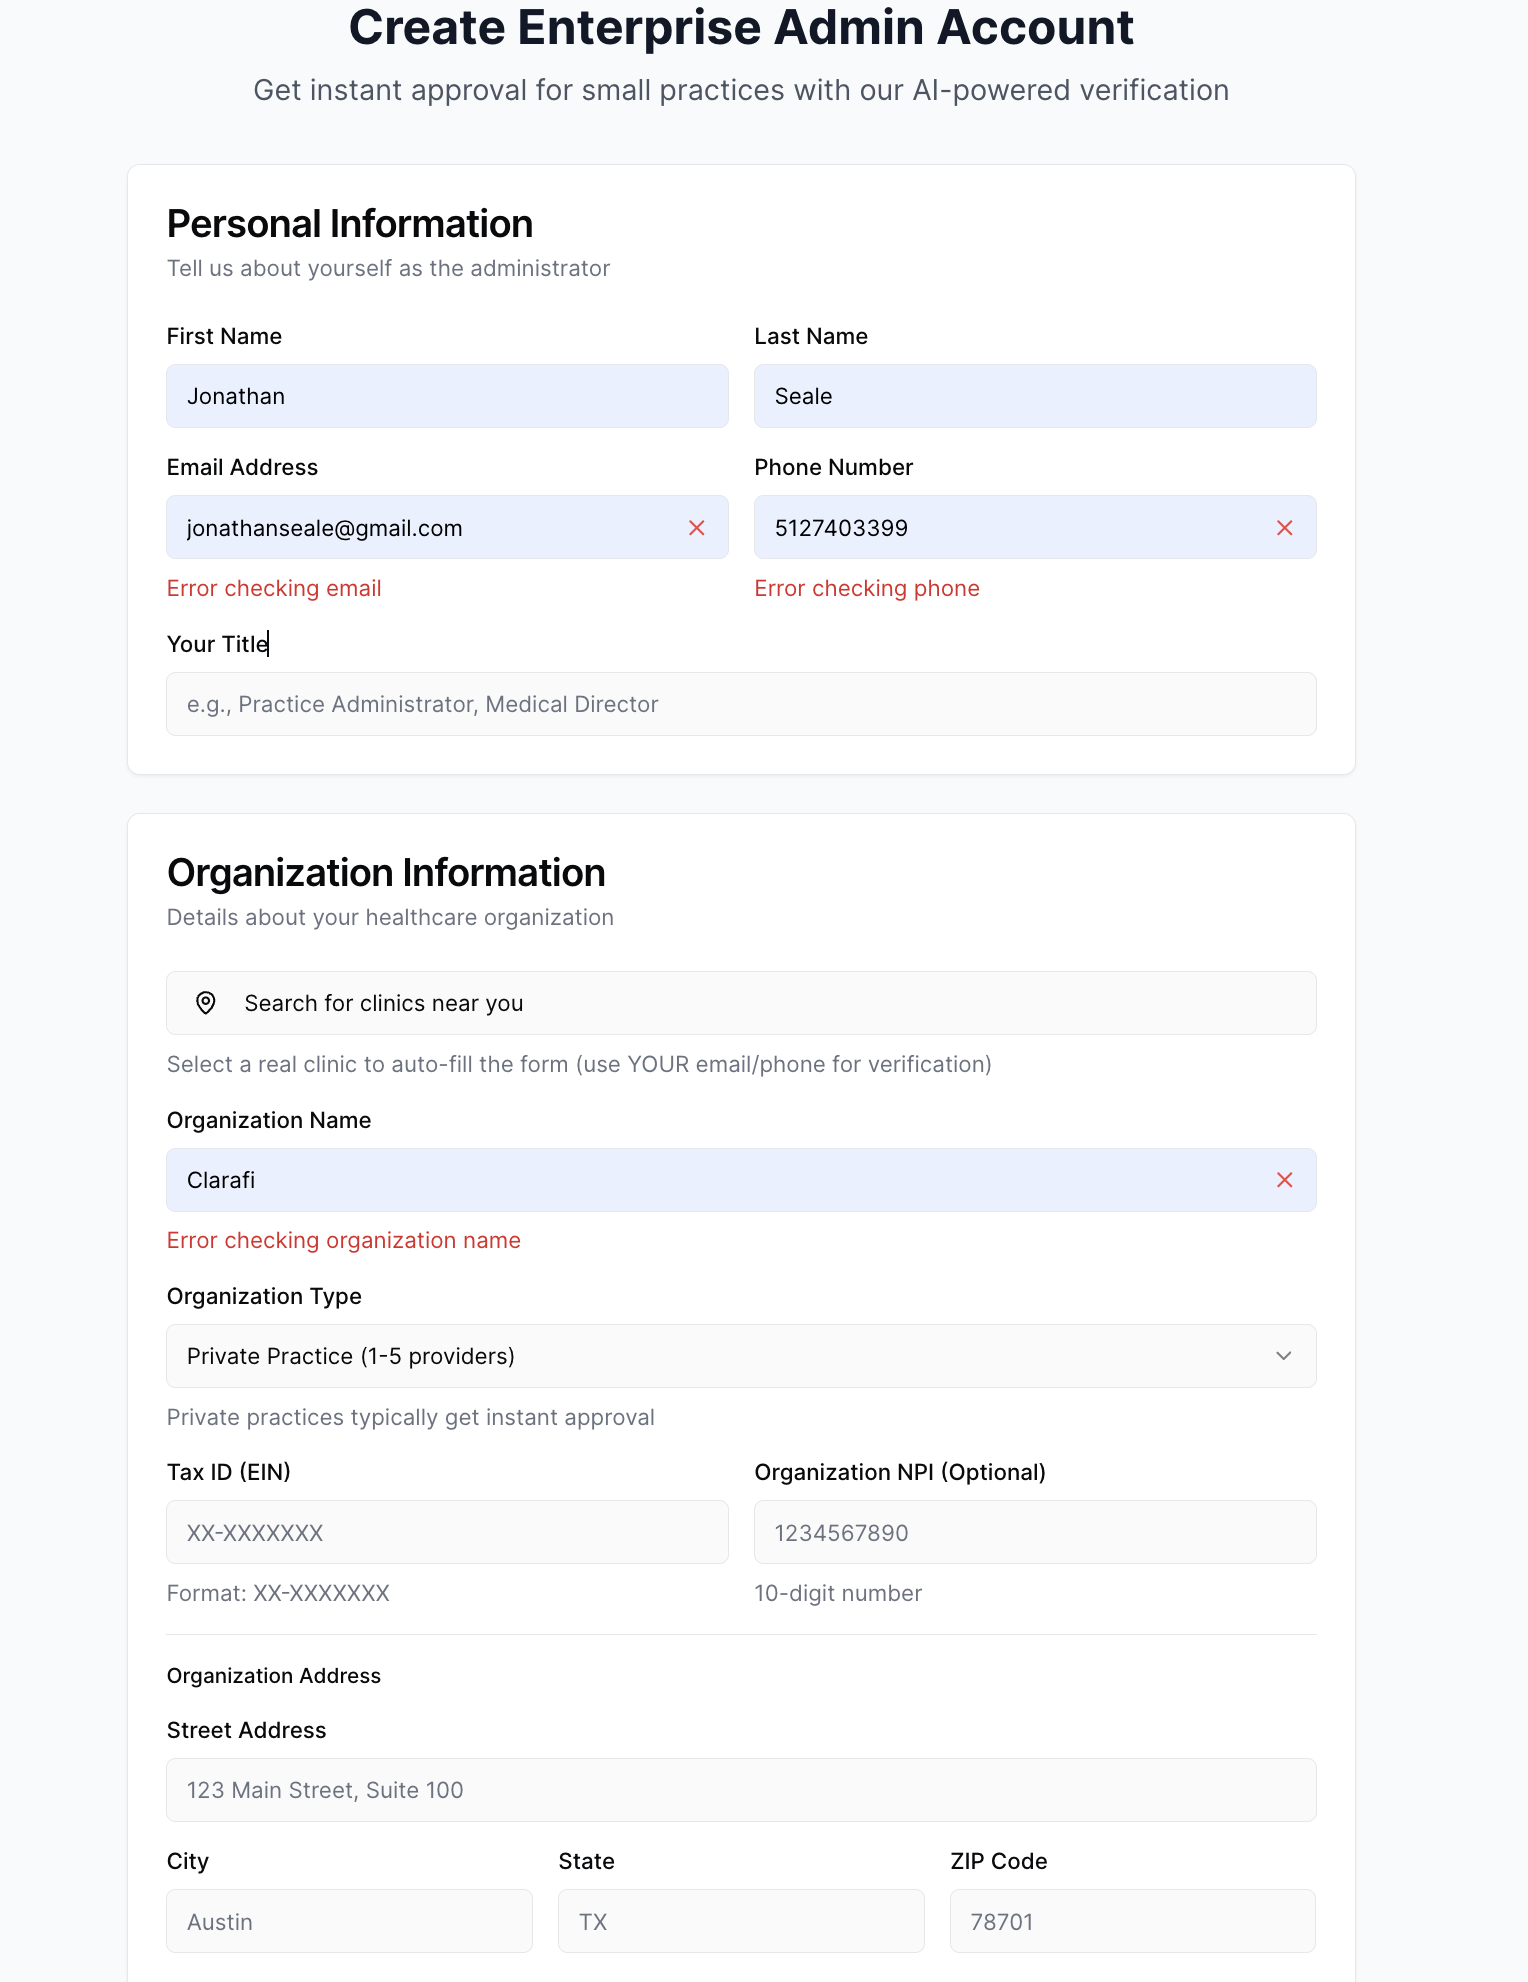 Create Enterprise Admin Account
Get instant approval for small practices with our AI-powered verification
Personal Information
Tell us about yourself as the administrator
First Name
Last Name
Jonathan
Seale
Email Address
Phone Number
jonathanseale@gmail.com
5127403399
Error checking email
Error checking phone
Your Title
e.g., Practice Administrator, Medical Director
Organization Information
Details about your healthcare organization
Search for clinics near you
Select a real clinic to auto-fill the form (use YOUR email/phone for verification)
Organization Name
Clarafi
Error checking organization name
Organization Type
Private Practice (1-5 providers)
Private practices typically get instant approval
Tax ID (EIN)
Organization NPI (Optional)
XX-XXXXXXX
1234567890
Format: XX-XXXXXXX
10-digit number
Organization Address
Street Address
123 Main Street, Suite 100
City
State
ZIP Code
Austin
TX
78701